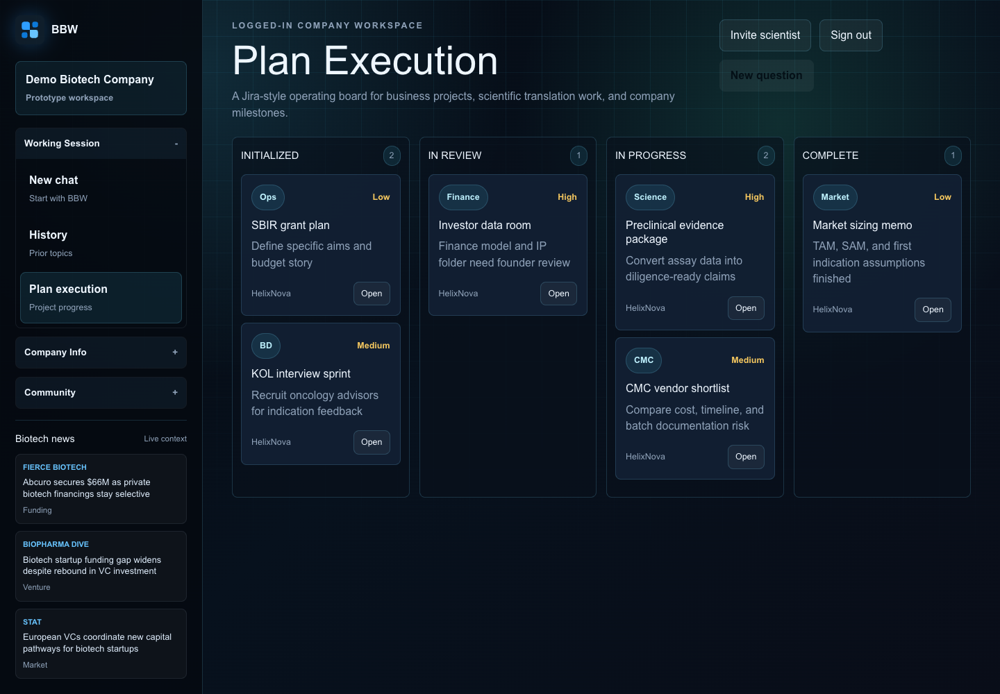 BBW
Demo Biotech Company
Prototype workspace
Working Session -
New chat
Start with BBW
History
Prior topics
Plan execution
Project progress
Company Info +
Community +
Biotech news Live context
FIERCE BIOTECH
Abcuro secures $66M as private
biotech financings stay selective
Funding
BIOPHARMA DIVE
Biotech startup funding gap widens
despite rebound in VC investment
Venture
STAT
European VCs coordinate new capital
pathways for biotech startups
Market
LOGGED-IN COMPANY WORKSPACE
Plan Execution
A Jira-style operating board for business projects, scientific translation work, and company
milestones.
Invite scientist Sign out
New question
INITIALIZED 2
Ops Low
SBIR grant plan
Define specific aims and
budget story
HelixNova Open
BD Medium
KOL interview sprint
Recruit oncology advisors
for indication feedback
HelixNova Open
IN REVIEW 1
Finance High
Investor data room
Finance model and IP
folder need founder review
HelixNova Open
IN PROGRESS 2
Science High
Preclinical evidence
package
Convert assay data into
diligence-ready claims
HelixNova Open
CMC Medium
CMC vendor shortlist
Compare cost, timeline, and
batch documentation risk
HelixNova Open
COMPLETE 1
Market Low
Market sizing memo
TAM, SAM, and first
indication assumptions
finished
HelixNova Open